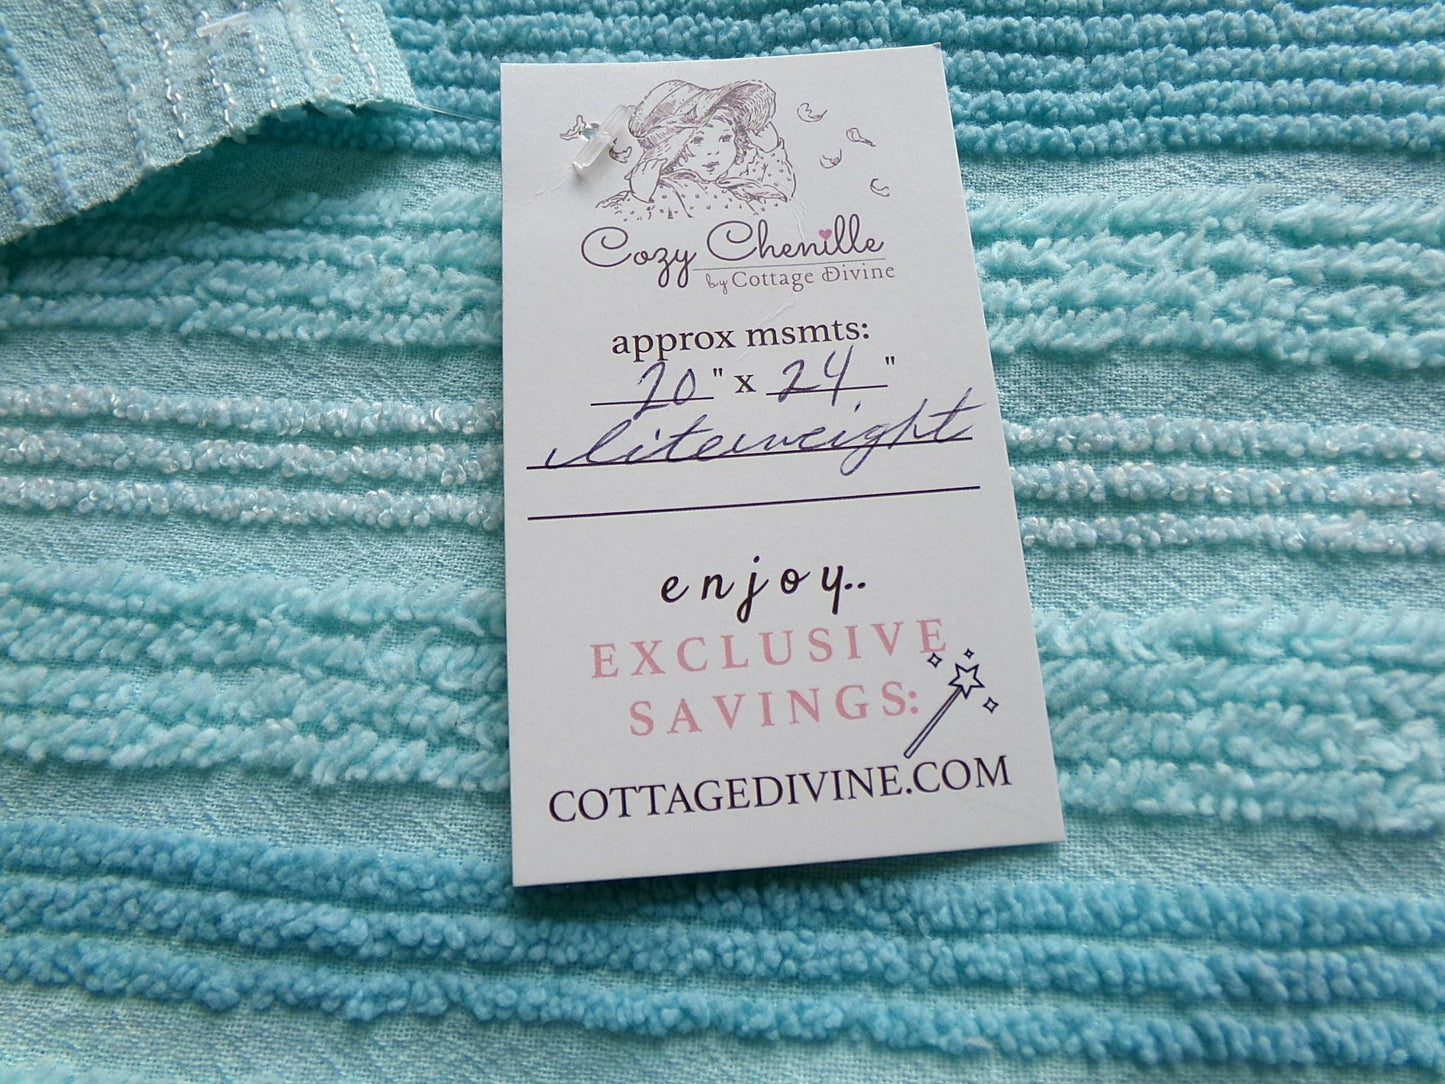 Cozy Chenille
by Cottage Divine
approx msmts:
20 " x 24 "
liteweight
enjoy..
EXCLUSIVE
SAVINGS:
COTTAGEDIVINE.COM